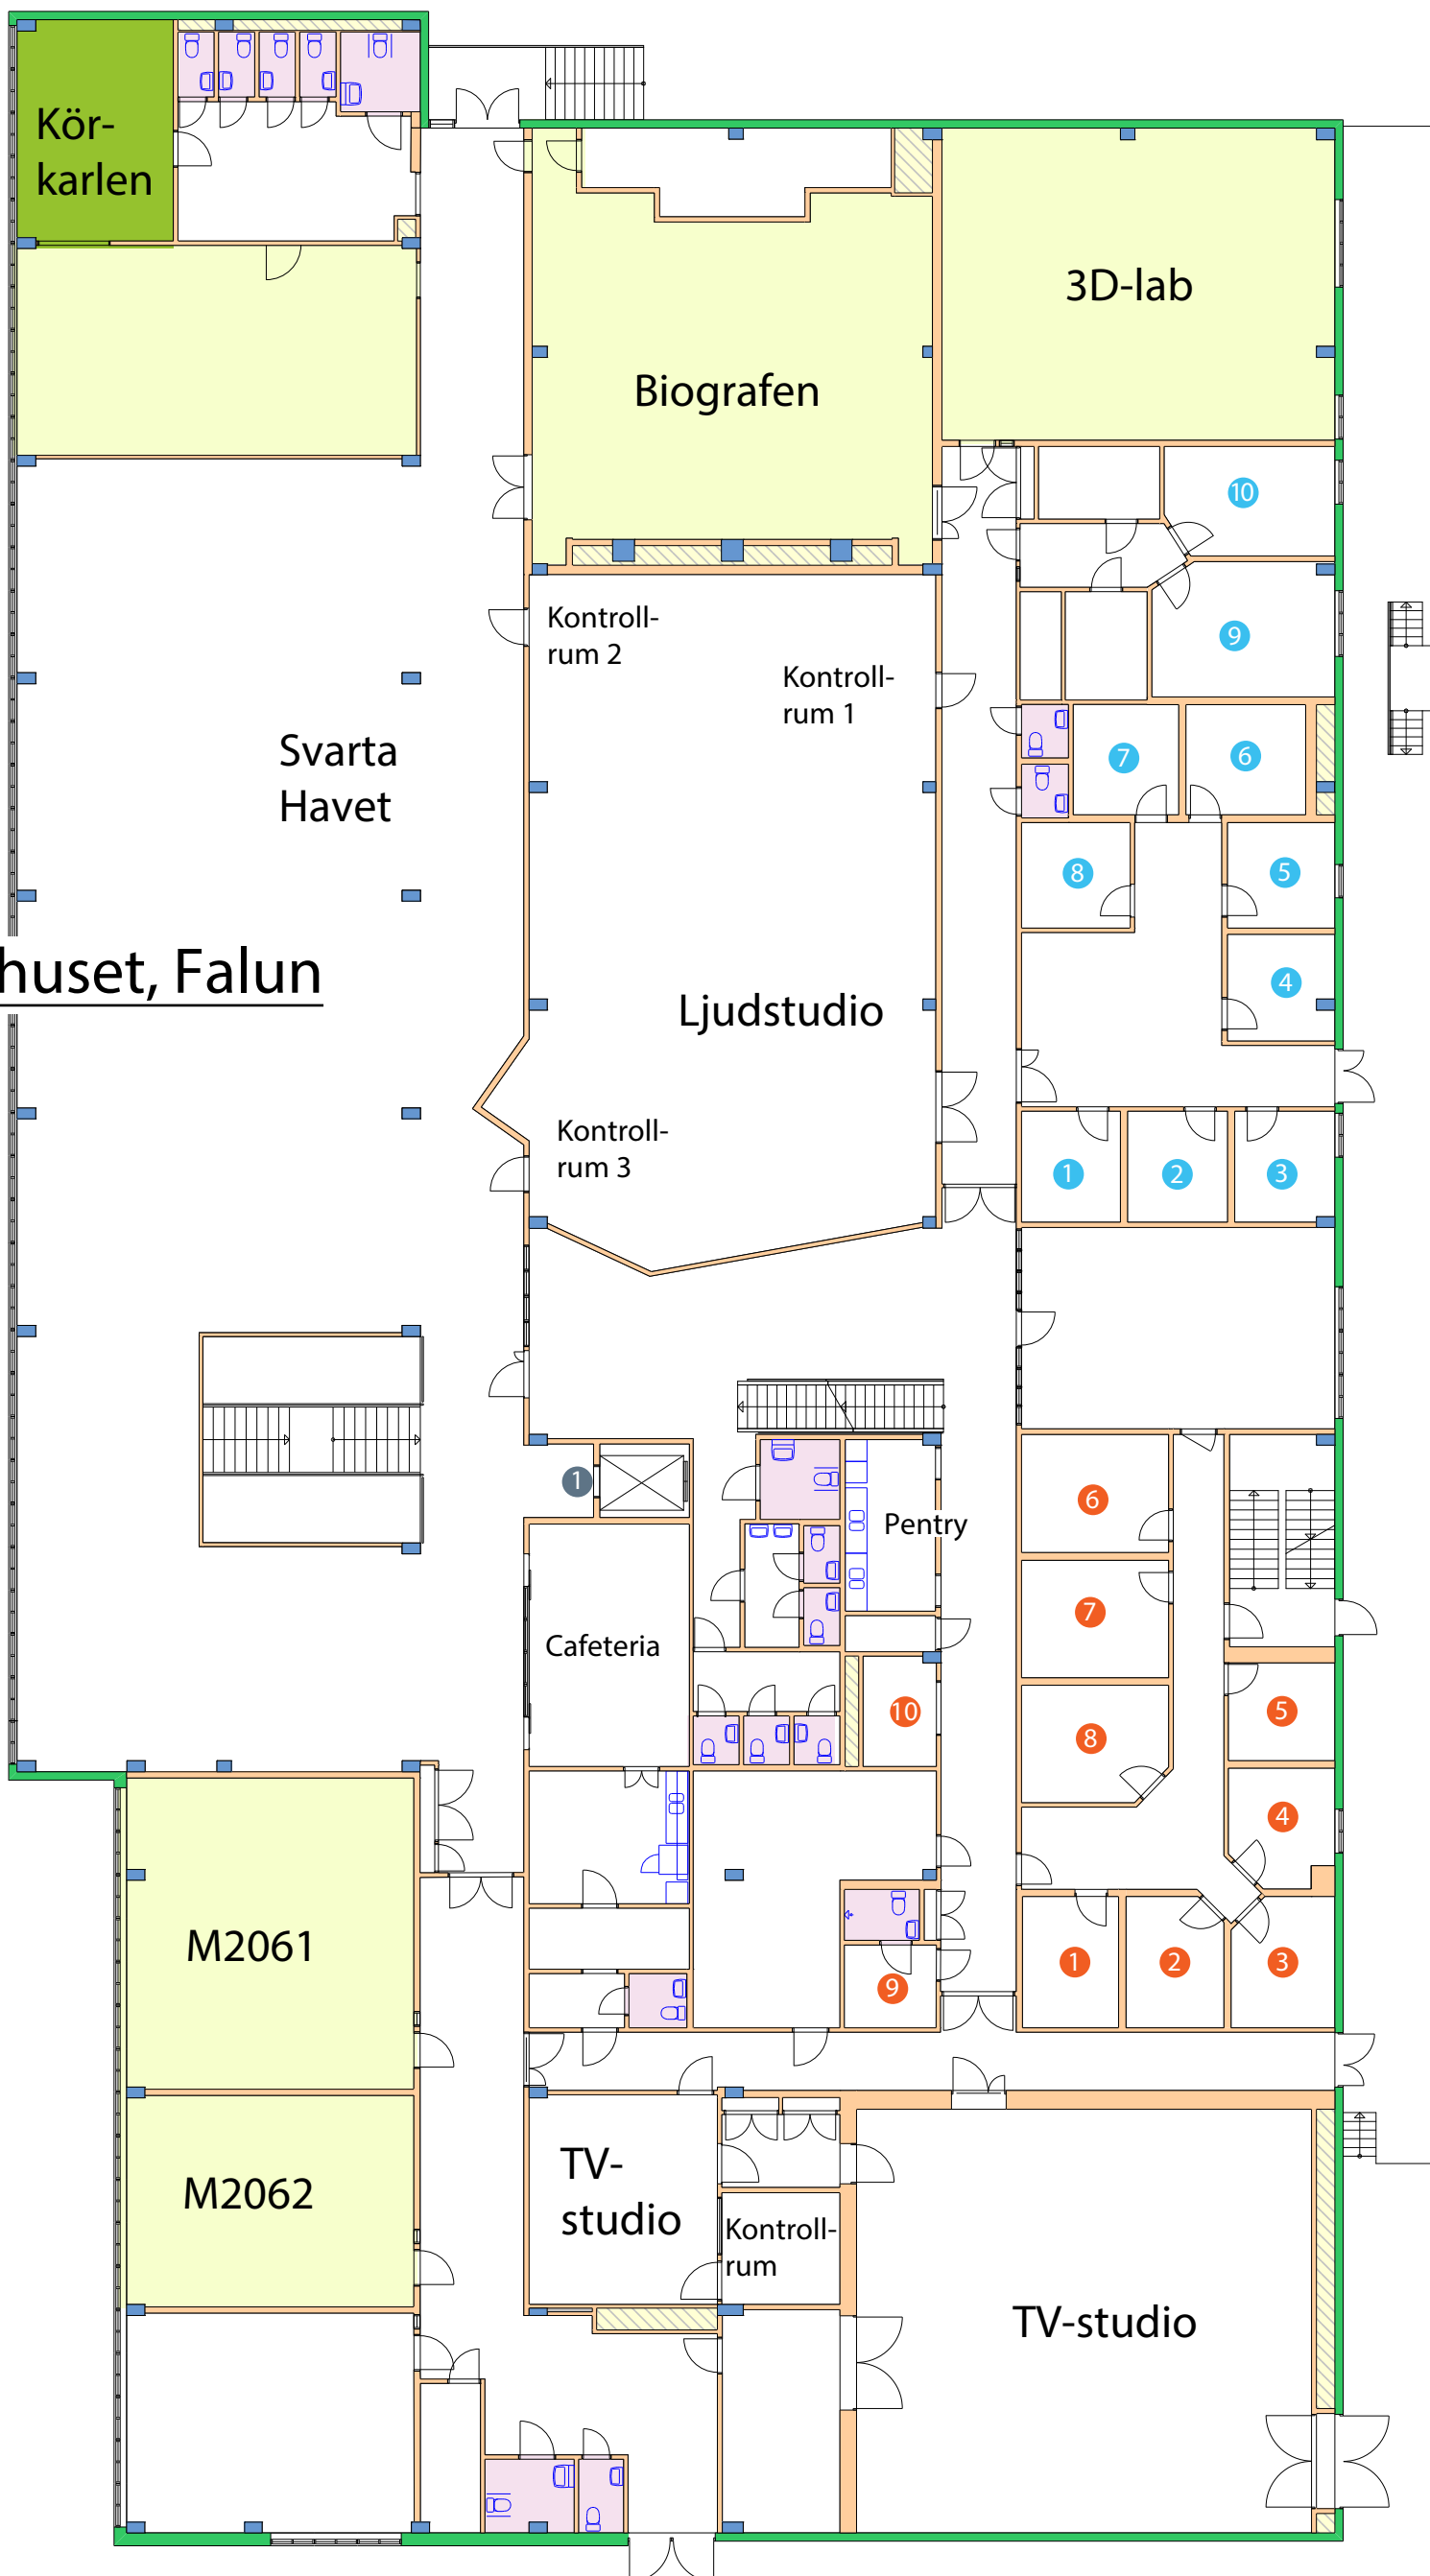 Kör-
karlen
3D-lab
Biografen
10
Kontroll-
rum 2
9
Kontroll-
rum 1
Svarta
Havet
7
6
8
5
huset, Falun
4
Ljudstudio
Kontroll-
rum 3
1
2
3
1
6
Pentry
7
Cafeteria
10
5
8
4
M2061
9
1
2
3
TV-
studio
M2062
Kontroll-
rum
TV-studio